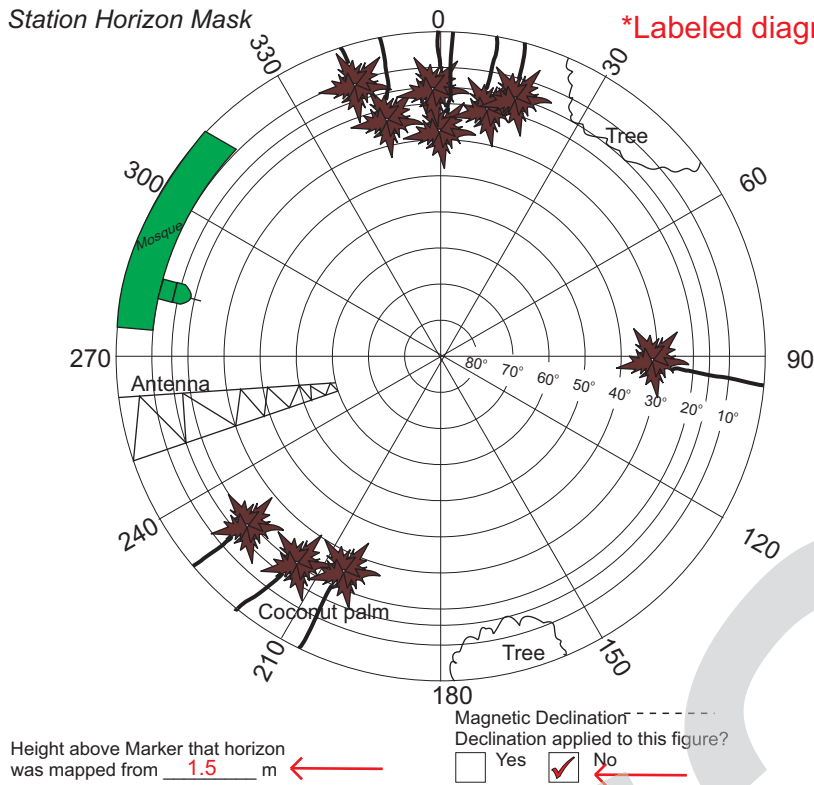 Station Horizon Mask
*Labeled diagr
0
30
60
90
120
150
180
210
240
270
300
330
Tree
Mosque
Antenna
80° 70° 60° 50° 40° 30° 20° 10°
Coconut palm
Tree
Magnetic Declination
Declination applied to this figure?
Yes No
Height above Marker that horizon
was mapped from 1.5 m